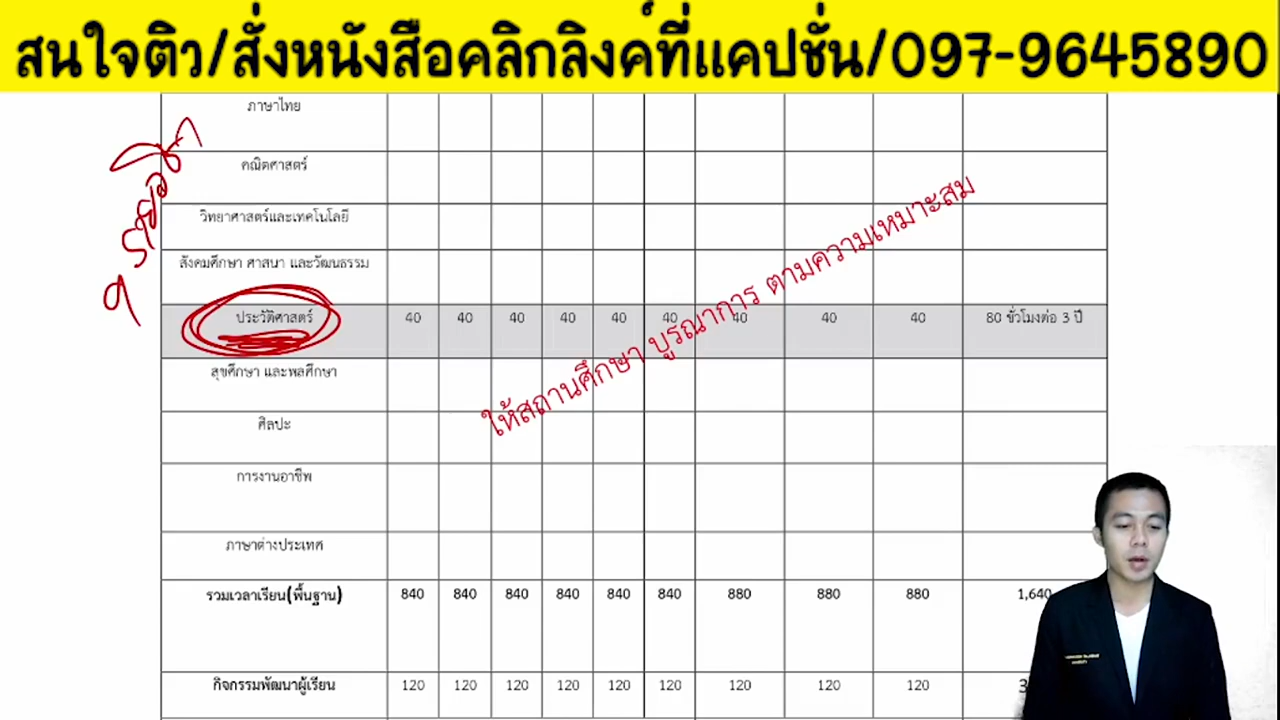 สนใจติว/สั่งหนังสือคลิกลิงค์ที่แคปชั่น/097-9645890
ภาษาไทย
คณิตศาสตร์
วิทยาศาสตร์และเทคโนโลยี
สังคมศึกษา ศาสนา และวัฒนธรรม
ประวัติศาสตร์ 40 40 40 40 40 40 40 40 40 80 ชั่วโมงต่อ 3 ปี
สุขศึกษา และพลศึกษา
ศิลปะ
การงานอาชีพ
ภาษาต่างประเทศ
รวมเวลาเรียน(พื้นฐาน) 840 840 840 840 840 840 880 880 880 1,640
กิจกรรมพัฒนาผู้เรียน 120 120 120 120 120 120 120 120 120
ให้สถานศึกษา บูรณาการ ตามความเหมาะสม